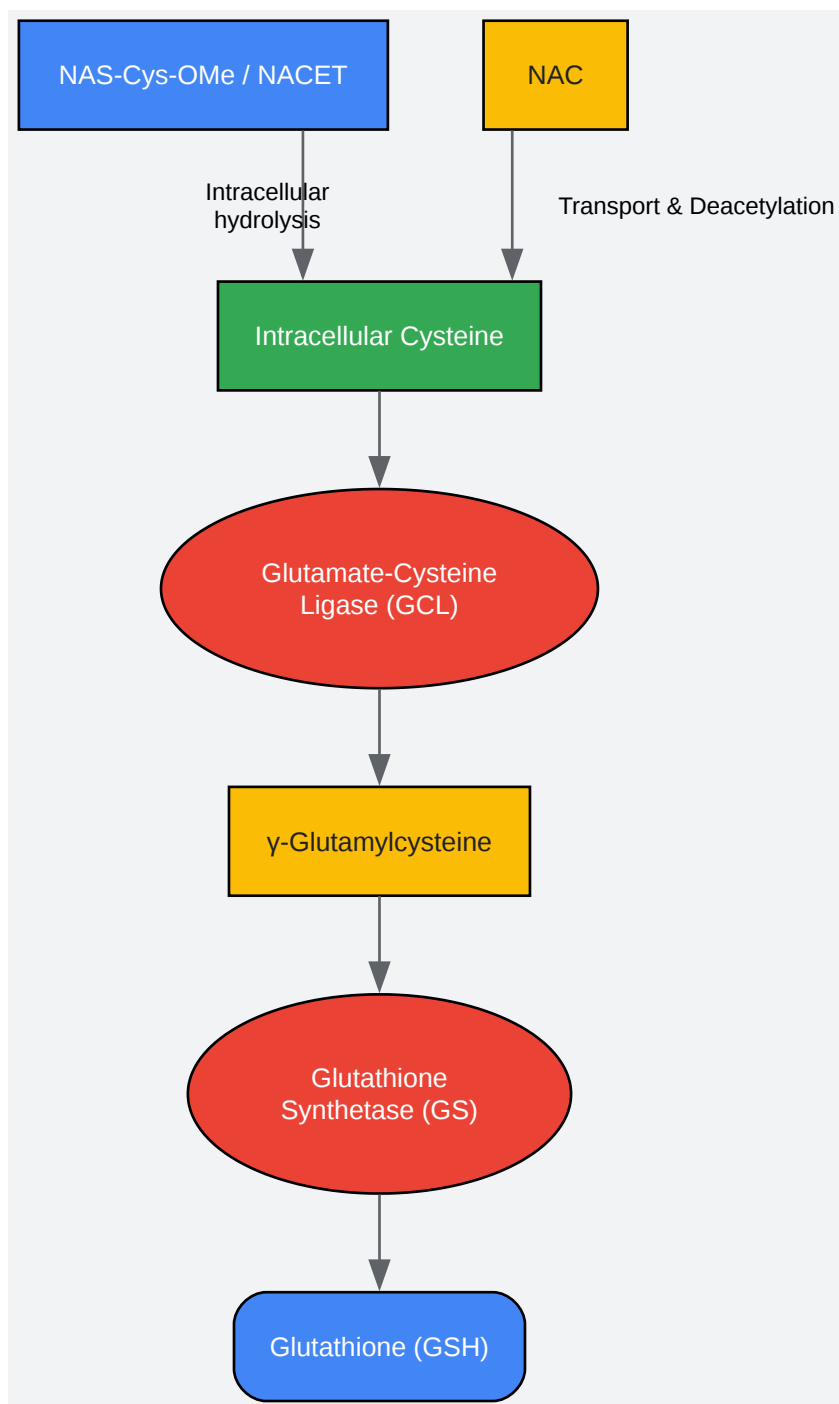 NAS-Cys-OMe / NACET
NAC
Intracellular
hydrolysis
Transport & Deacetylation
Intracellular Cysteine
Glutamate-Cysteine
Ligase (GCL)
γ-Glutamylcysteine
Glutathione
Synthetase (GS)
Glutathione (GSH)